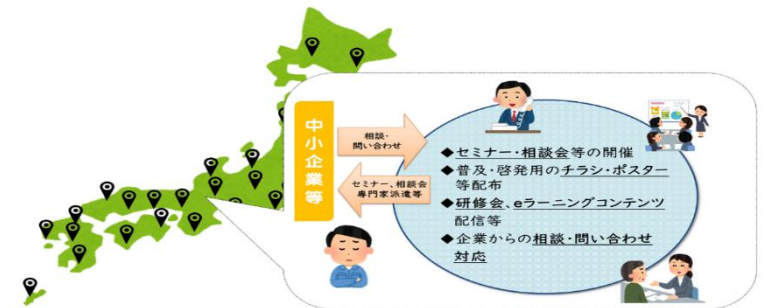 中小企業等
相談・
問い合わせ
セミナー、相談会
専門家派遣等
◆セミナー・相談会等の開催
◆普及・啓発用のチラシ・ポスター
等配布
◆研修会、eラーニングコンテンツ
配信等
◆企業からの相談・問い合わせ
対応